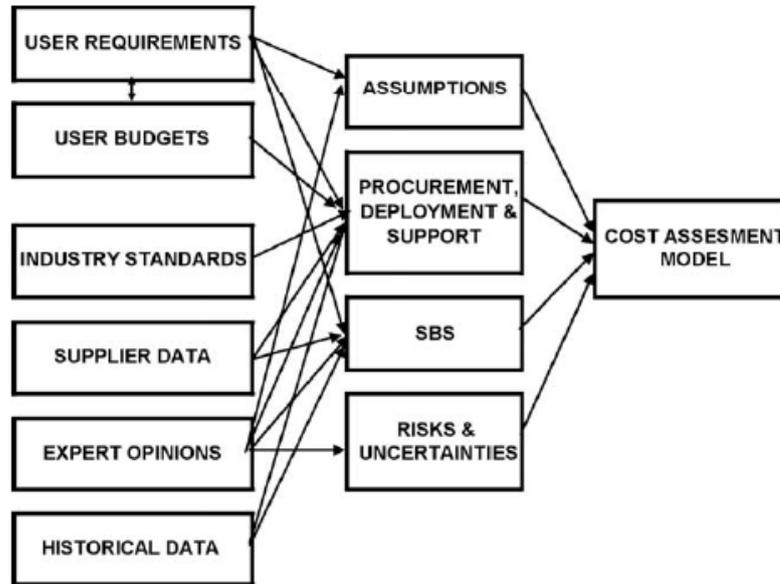 USER REQUIREMENTS
USER BUDGETS
INDUSTRY STANDARDS
SUPPLIER DATA
EXPERT OPINIONS
HISTORICAL DATA
ASSUMPTIONS
PROCUREMENT,
DEPLOYMENT &
SUPPORT
SBS
RISKS &
UNCERTAINTIES
COST ASSESMENT
MODEL